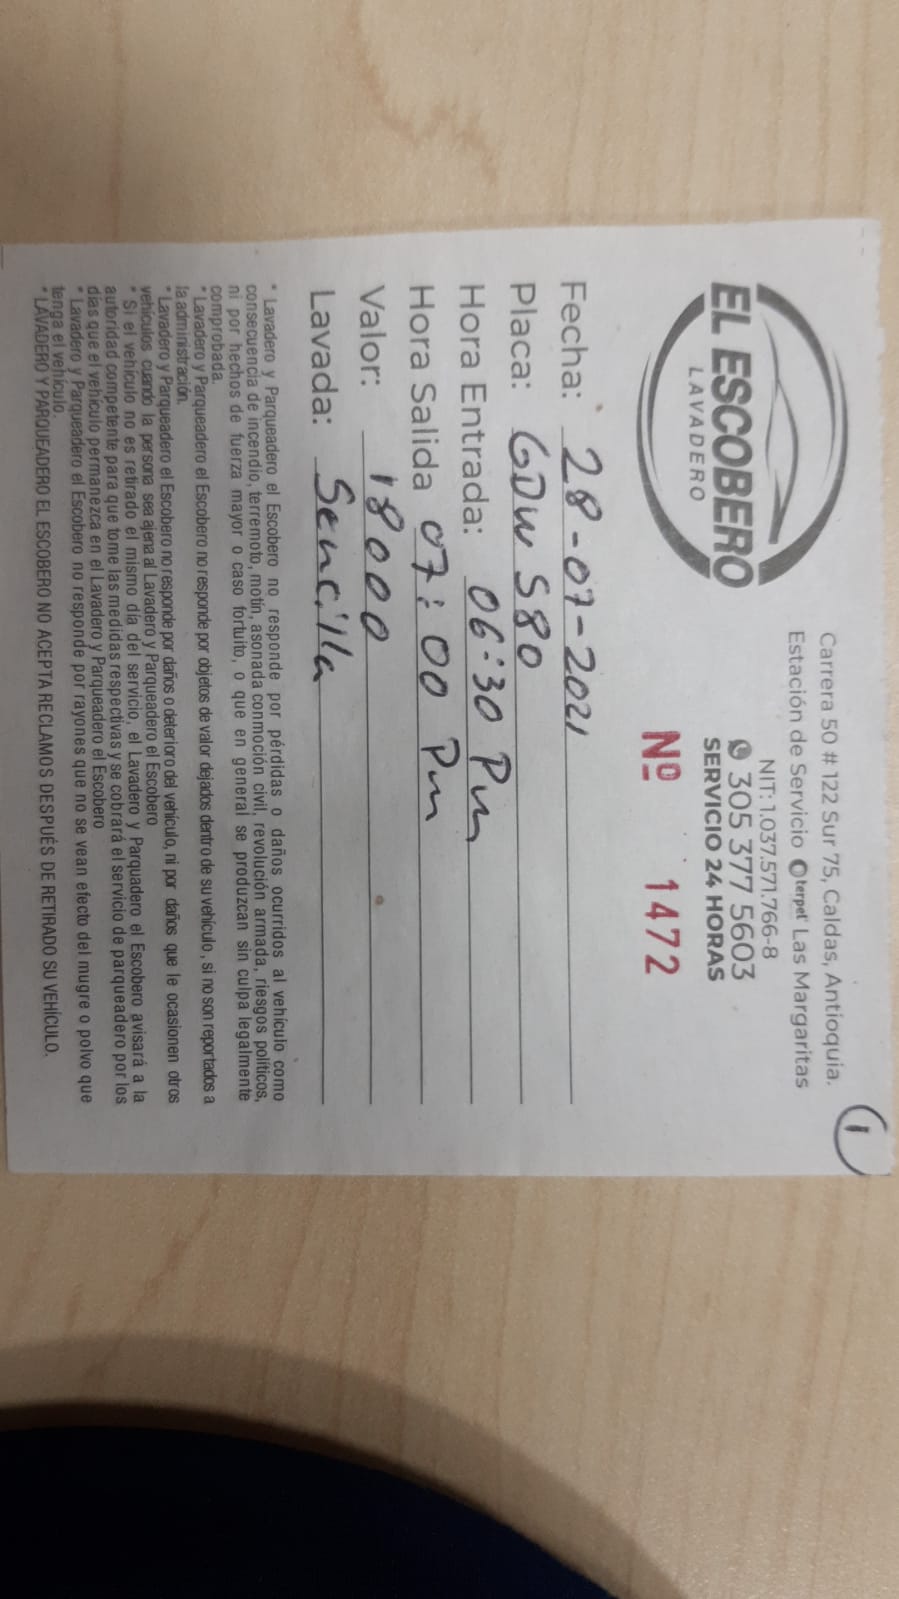 EL ESCOBERO
LAVADERO
Carrera 50 # 122 Sur 75, Caldas, Antioquia.
Estación de Servicio terpel Las Margaritas
NIT: 1.037.571.766-8
305 377 5603
SERVICIO 24 HORAS
Nº 1472
1
Fecha: 28-07-2021
Placa: GDW 580
Hora Entrada: 06:30 Pm
Hora Salida 07:00 Pm
Valor: 18000
Lavada: Sencilla
* Lavadero y Parqueadero el Escobero no responde por pérdidas o daños ocurridos al vehículo como
consecuencia de incendio, terremoto, motín, asonada conmoción civil, revolución armada, riesgos políticos,
ni por hechos de fuerza mayor o caso fortuito, o que en general se produzcan sin culpa legalmente
comprobada.
* Lavadero y Parqueadero el Escobero no responde por objetos de valor dejados dentro de su vehículo, si no son reportados a
la administración.
* Lavadero y Parqueadero el Escobero no responde por daños o deterioro del vehículo, ni por daños que le ocasionen otros
vehículos cuando la persona sea ajena al Lavadero y Parqueadero el Escobero
* Si el vehículo no es retirado el mismo día del servicio, el Lavadero y Parquadero el Escobero avisará a la
autoridad competente para que tome las medidas respectivas y se cobrará el servicio de parqueadero por los
días que el vehículo permanezca en el Lavadero y Parqueadero el Escobero
* Lavadero y Parqueadero el Escobero no responde por rayones que no se vean efecto del mugre o polvo que
tenga el vehículo.
* LAVADERO Y PARQUEADERO EL ESCOBERO NO ACEPTA RECLAMOS DESPUÉS DE RETIRADO SU VEHÍCULO.